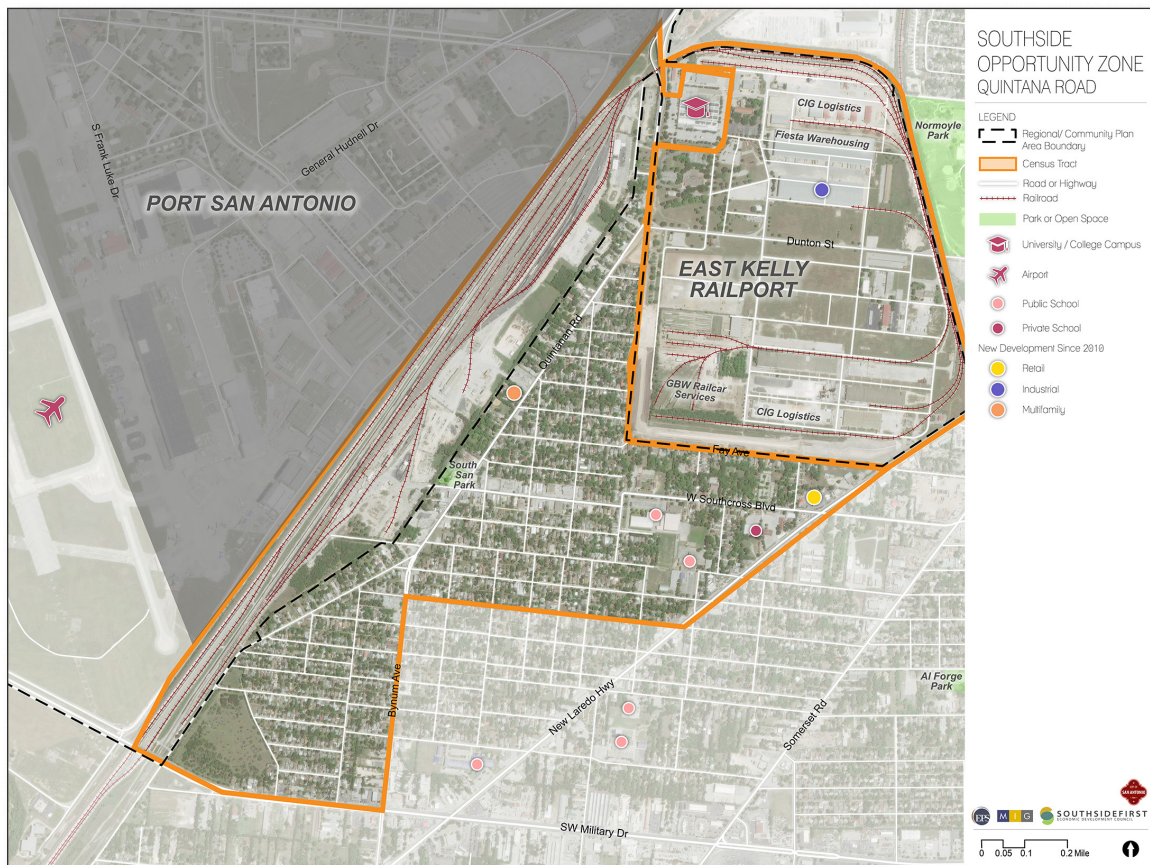 SOUTHSIDE
OPPORTUNITY ZONE
QUINTANA ROAD
LEGEND
Regional/ Community Plan
Area Boundary
Census Tract
Road or Highway
Railroad
Park or Open Space
University / College Campus
Airport
Public School
Private School
New Development Since 2010
Retail
Industrial
Multifamily
S Frank Luke Dr
General Hudnell Dr
PORT SAN ANTONIO
CIG Logistics
Fiesta Warehousing
Normoyle
Park
Dunton St
EAST KELLY
RAILPORT
Quintanan Rd
GBW Railcar
Services
CIG Logistics
Fay Ave
South
San
Park
W Southcross Blvd
Bynum Ave
New Laredo Hwy
Somerset Rd
Al Forge
Park
SW Military Dr
SAN ANTONIO
EPS
M I G
SOUTHSIDEFIRST
ECONOMIC DEVELOPMENT COUNCIL
0 0.05 0.1 0.2 Mile